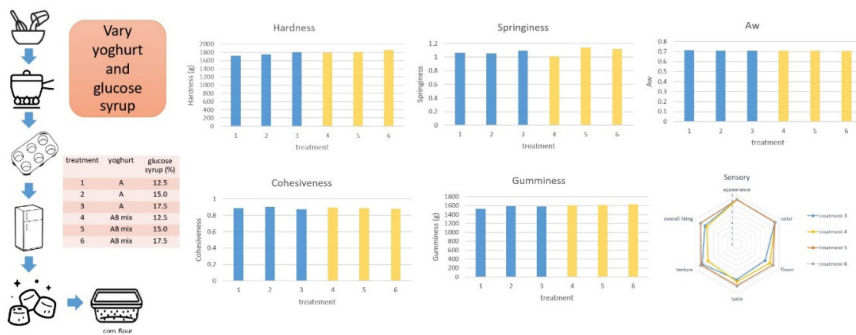 Vary
yoghurt
and
glucose
syrup
treatment yoghurt glucose syrup (%)
1 A 12.5
2 A 15.0
3 A 17.5
4 AB mix 12.5
5 AB mix 15.0
6 AB mix 17.5
corn flour
Hardness
Hardness (g)
2000
1800
1600
1400
1200
1000
800
600
400
200
0
1 2 3 4 5 6
treatment
Springiness
Springiness
1.2
1
0.8
0.6
0.4
0.2
0
1 2 3 4 5 6
treatment
Aw
Aw
0.8
0.7
0.6
0.5
0.4
0.3
0.2
0.1
0
1 2 3 4 5 6
treatment
Cohesiveness
Cohesiveness
1
0.8
0.6
0.4
0.2
0
1 2 3 4 5 6
treatment
Gumminess
Gumminess (g)
1800
1600
1400
1200
1000
800
600
400
200
0
1 2 3 4 5 6
treatment
Sensory
appearance
color
flavor
taste
texture
overall liking
treatment 3
treatment 4
treatment 5
treatment 6